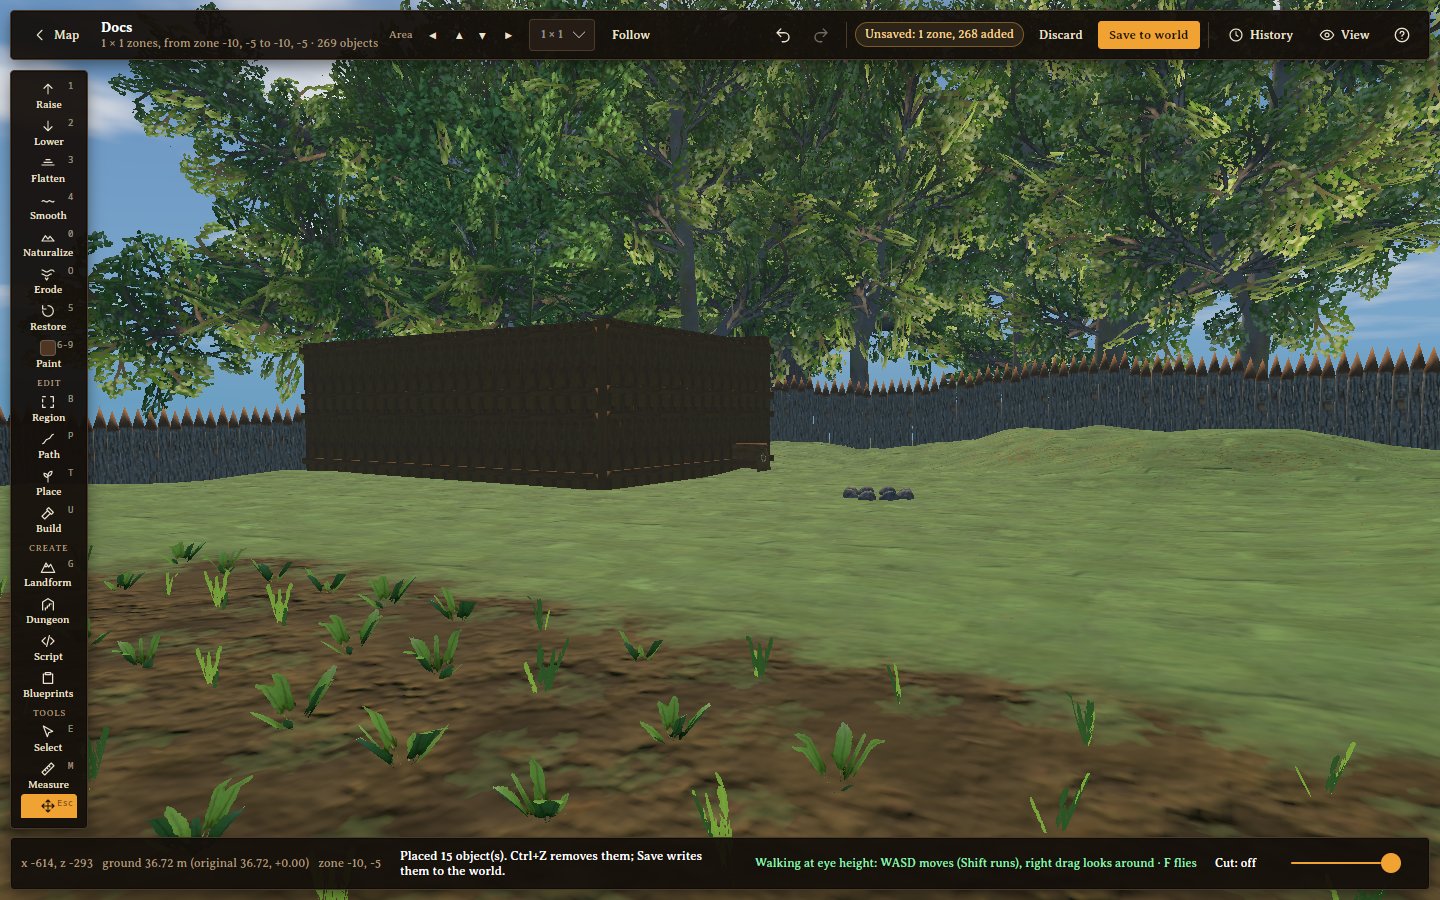 Map
Docs
1 × 1 zones, from zone -10, -5 to -10, -5 · 269 objects
Area
1 × 1
Follow
Unsaved: 1 zone, 268 added
Discard
Save to world
History
View
1
Raise
2
Lower
3
Flatten
4
Smooth
0
Naturalize
O
Erode
5
Restore
6-9
Paint
EDIT
8
Region
P
Path
T
Place
U
Build
CREATE
G
Landform
Dungeon
Script
Blueprints
TOOLS
E
Select
M
Measure
Esc
x -614, z -293 ground 36.72 m (original 36.72, +0.00) zone -10, -5
Placed 15 object(s). Ctrl+Z removes them; Save writes
them to the world.
Walking at eye height: WASD moves (Shift runs), right drag looks around · F flies
Cut: off